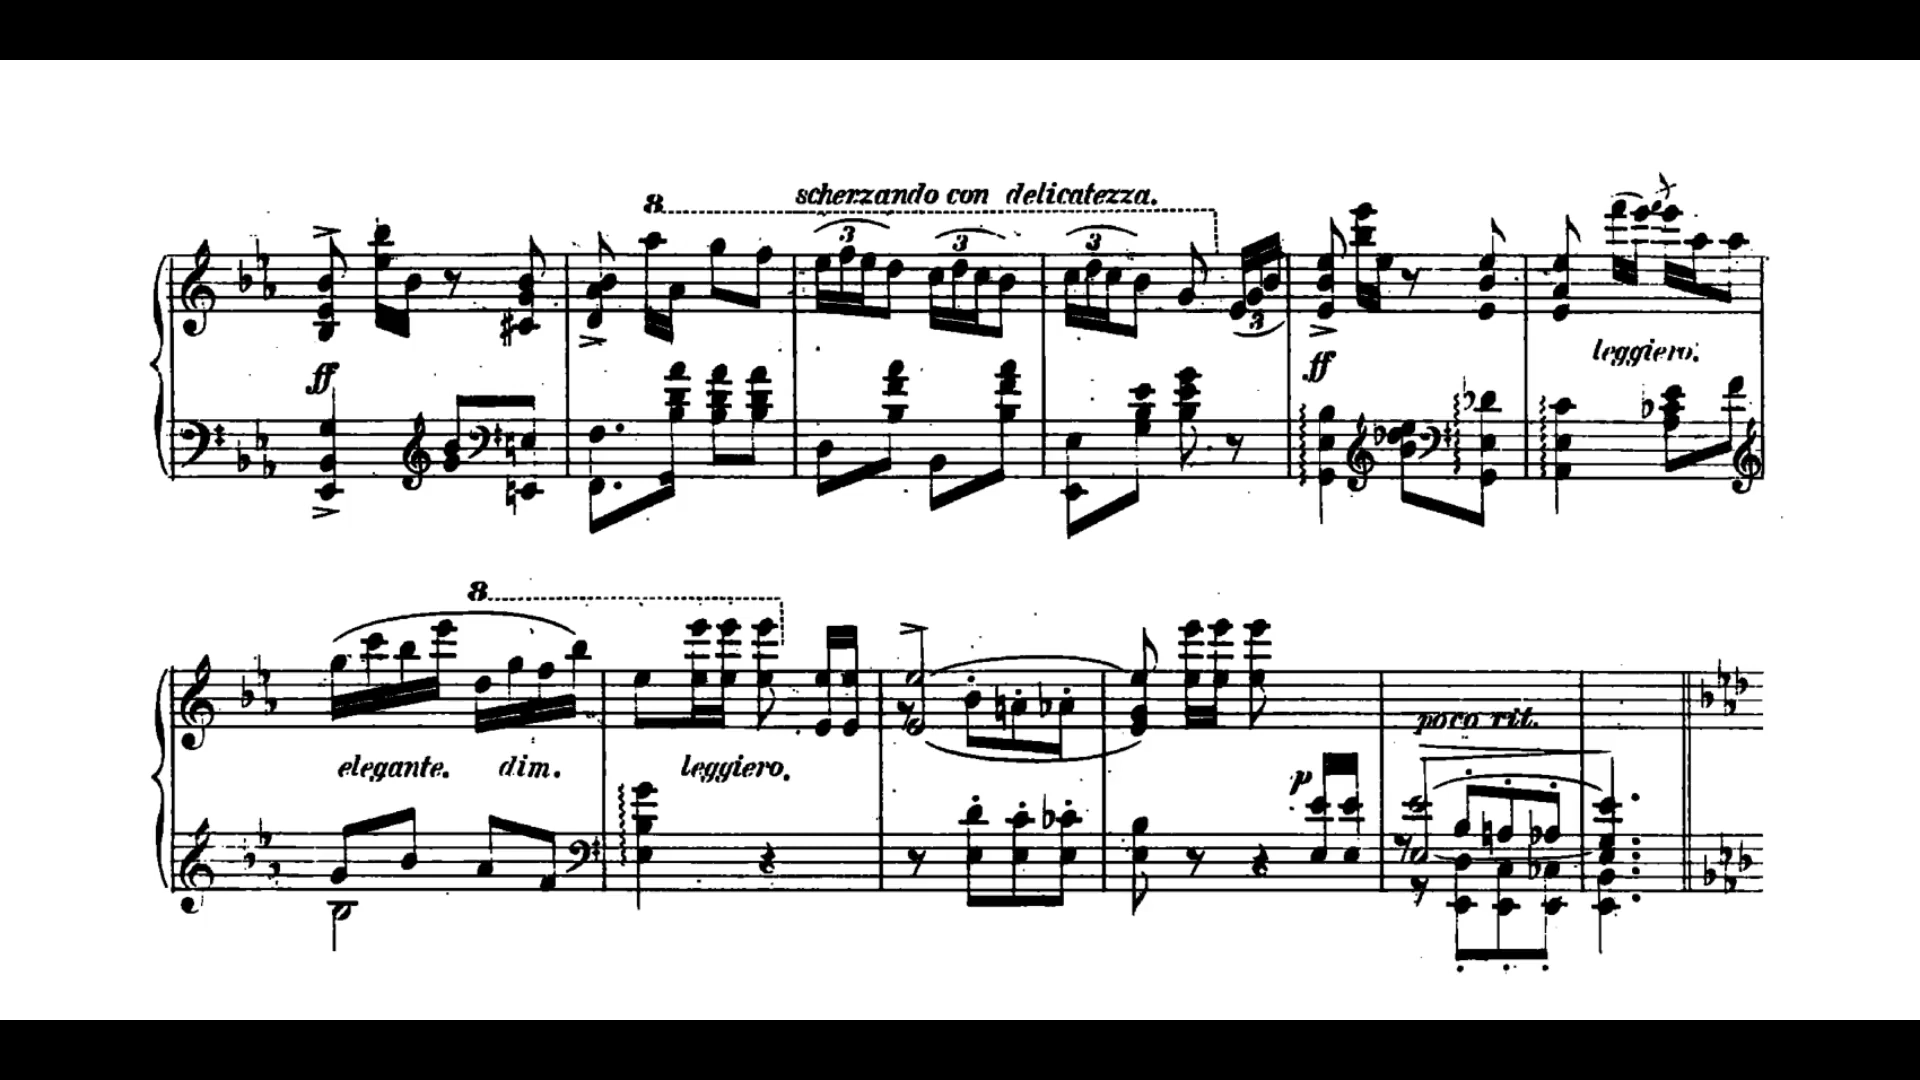 8
scherzando con delicatezza.
3 3 3
3
ff ff
leggiero.
8
elegante. dim. leggiero.
poco rit.
p